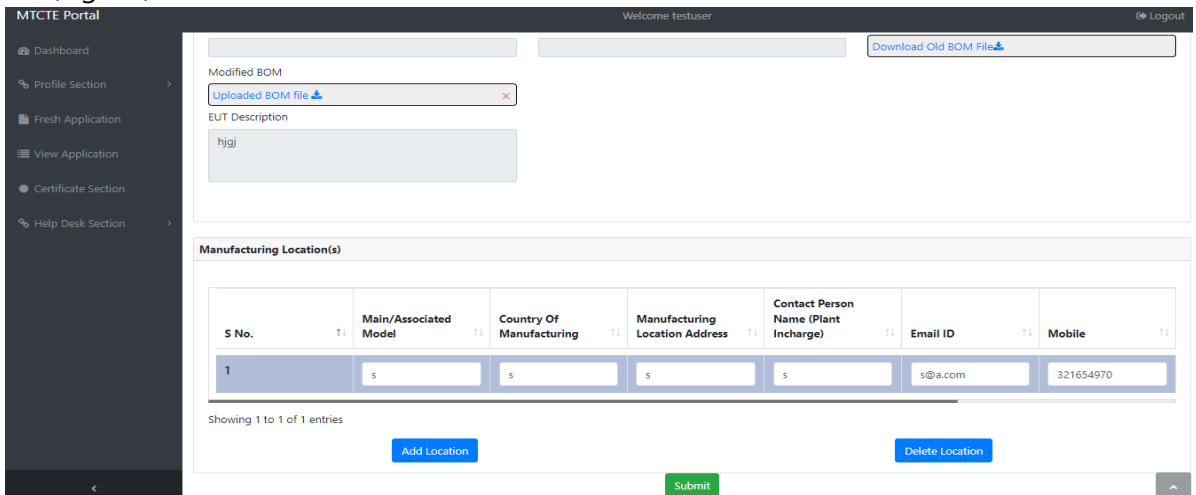 MTCTE Portal
Welcome testuser
Logout
Dashboard
Profile Section
Fresh Application
View Application
Certificate Section
Help Desk Section
Download Old BOM File
Modified BOM
Uploaded BOM file
EUT Description
hjgj
Manufacturing Location(s)
S No.
Main/Associated
Model
Country Of
Manufacturing
Manufacturing
Location Address
Contact Person
Name (Plant
Incharge)
Email ID
Mobile
1
s
s
s
s
s@a.com
321654970
Showing 1 to 1 of 1 entries
Add Location
Delete Location
Submit